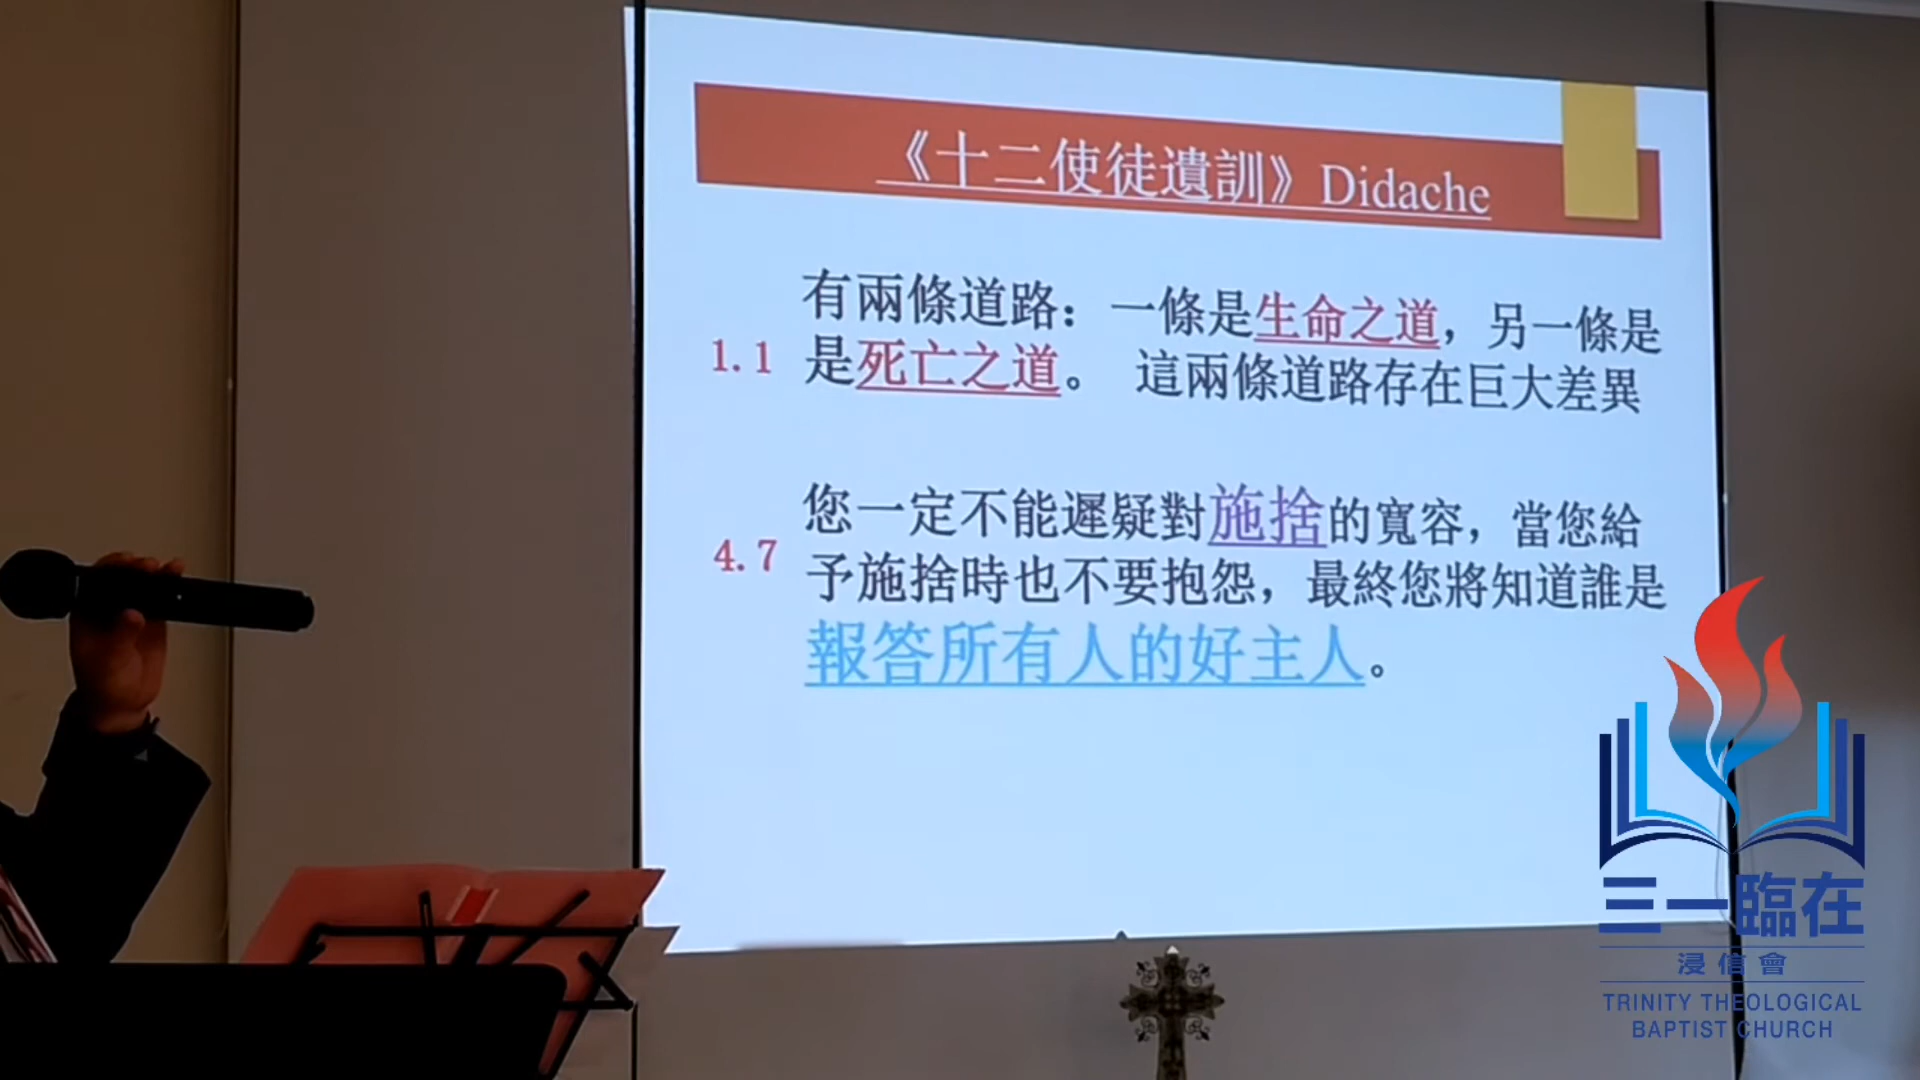 《十二使徒遺訓》Didache
有兩條道路：一條是生命之道，另一條是
1.1 是死亡之道。 這兩條道路存在巨大差異
您一定不能遲疑對施捨的寬容，當您給
4.7 予施捨時也不要抱怨，最終您將知道誰是
報答所有人的好主人。
三一臨在
浸信會
TRINITY THEOLOGICAL
BAPTIST CHURCH